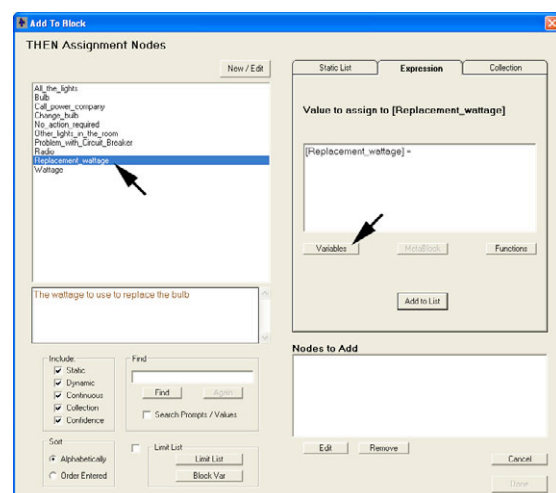 Add To Block
THEN Assignment Nodes
New / Edit
All_the_lights
Bulb
Call_power_company
Change_bulb
No_action_required
Other_lights_in_the_room
Problem_with_Circuit_Breaker
Radio
Replacement_wattage
Wattage
The wattage to use to replace the bulb
Include:
Static
Dynamic
Continuous
Collection
Confidence
Find
Find
Again
Search Prompts / Values
Sort
Alphabetically
Order Entered
Limit List
Limit List
Block Var
Static List
Expression
Collection
Value to assign to [Replacement_wattage]
[Replacement_wattage] =
Variables
MetaBlock
Functions
Add to List
Nodes to Add
Edit
Remove
Cancel
Done